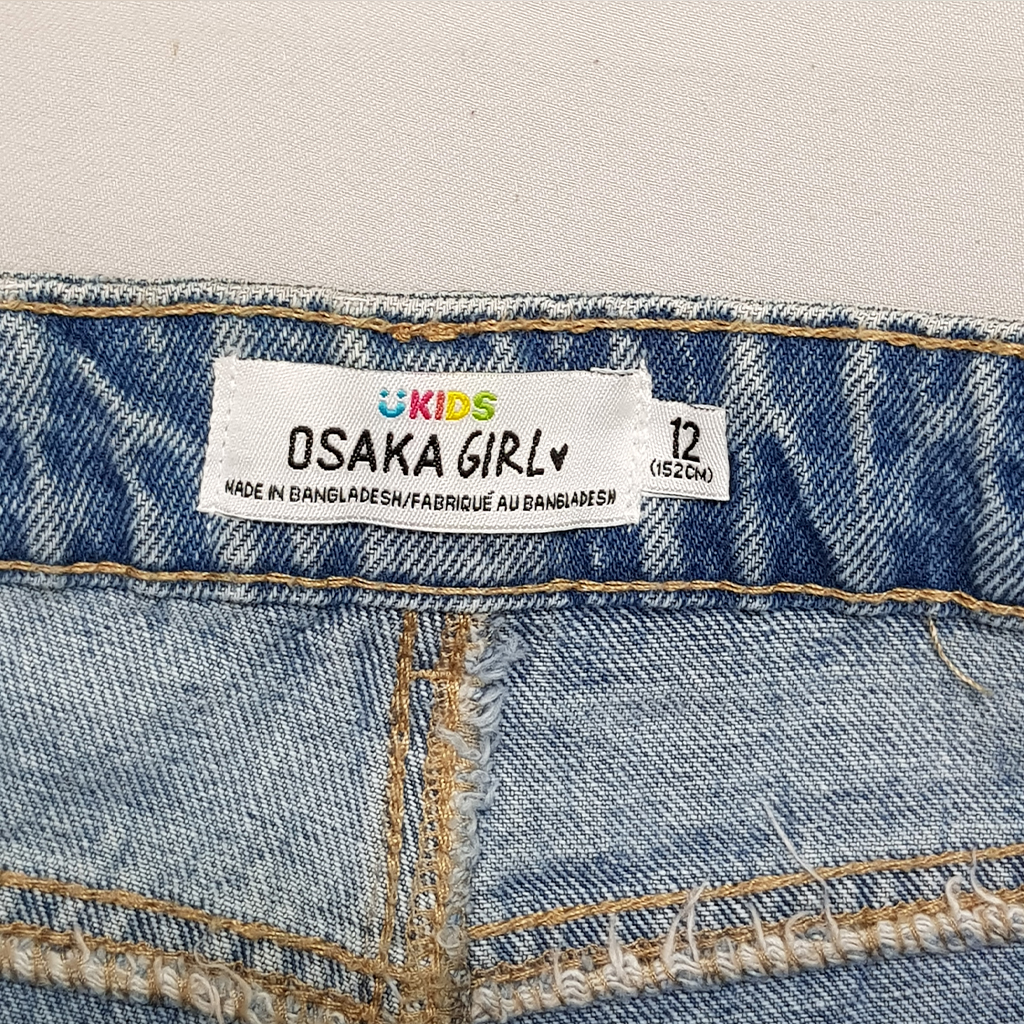 KIDS
OSAKA GIRL
MADE IN BANGLADESH/FABRIQUÉ AU BANGLADESH
12
(152CM)